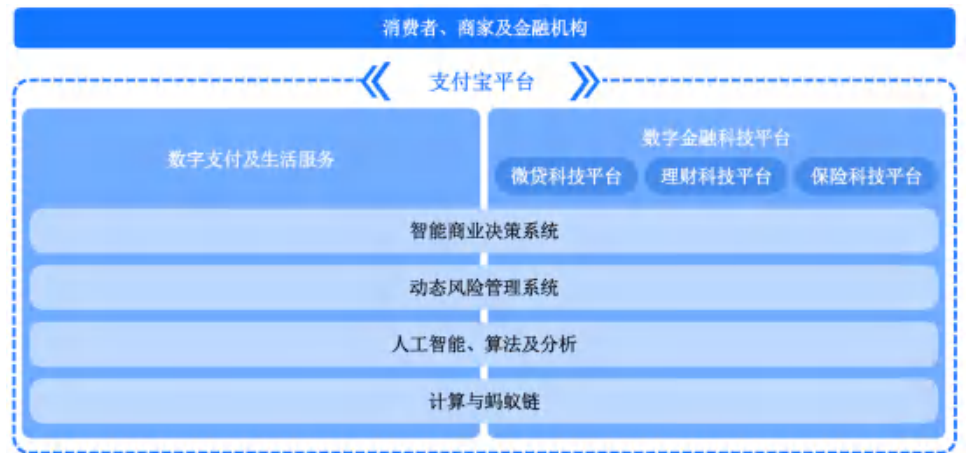 消费者、商家及金融机构
支付宝平台
数字支付及生活服务
数字金融科技平台
微贷科技平台 理财科技平台 保险科技平台
智能商业决策系统
动态风险管理系统
人工智能、算法及分析
计算与蚂蚁链